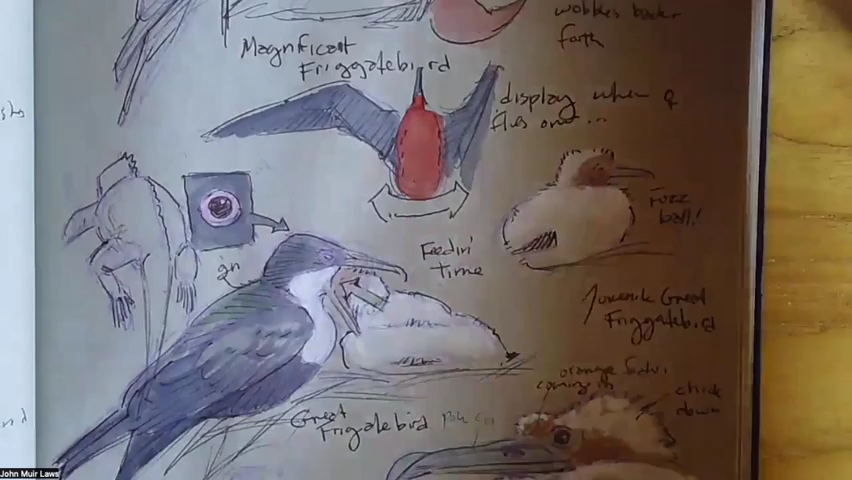 wobbles back &
forth
Magnificent
Friggatebird
display when ♀
flies over...
fuzz
ball!
gn
Feedin'
time
Juvenile Great
Friggatebird
orange
coming in
chick
down
Great
Frigatebird
John Muir Laws